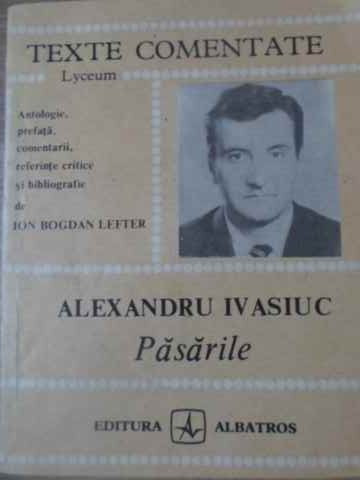 TEXTE COMENTATE
Lyceum
Antologie,
prefață,
comentarii,
referințe critice
și bibliografie
de
ION BOGDAN LEFTER
ALEXANDRU IVASIUC
Păsările
EDITURA ALBATROS